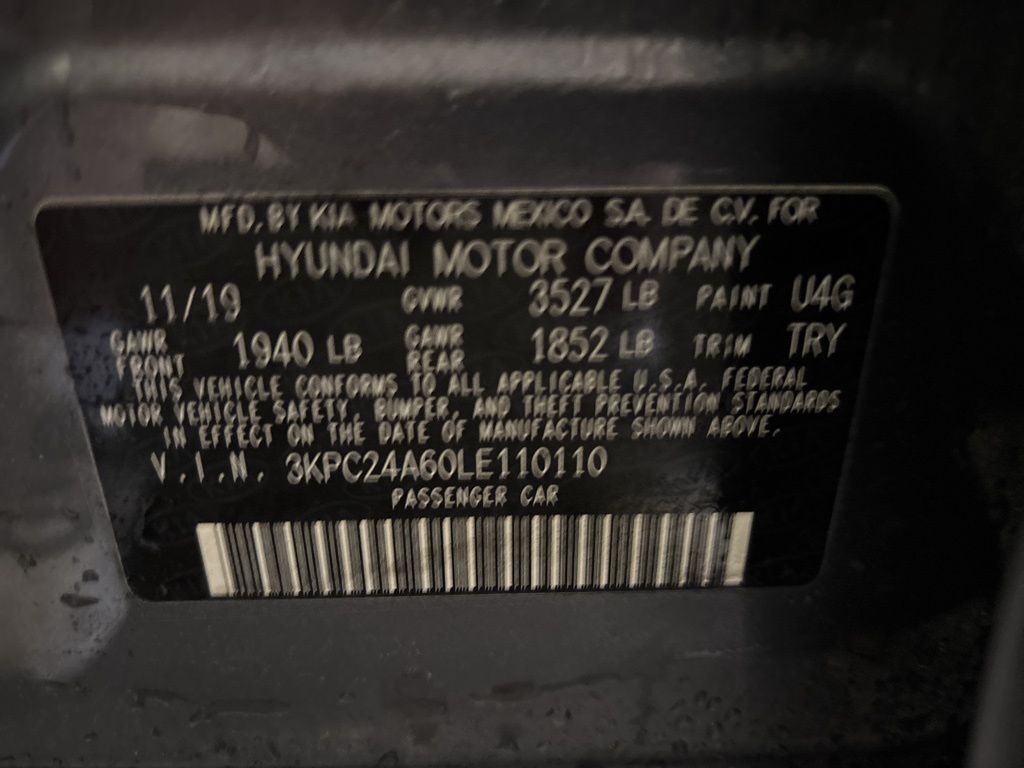 MFD. BY KIA MOTORS MEXICO S.A. DE C.V. FOR
HYUNDAI MOTOR COMPANY
11/19 GVWR 3527 LB PAINT U4G
GAWR FRONT 1940 LB GAWR REAR 1852 LB TRIM TRY
THIS VEHICLE CONFORMS TO ALL APPLICABLE U.S.A. FEDERAL
MOTOR VEHICLE SAFETY, BUMPER, AND THEFT PREVENTION STANDARDS
IN EFFECT ON THE DATE OF MANUFACTURE SHOWN ABOVE.
V.I.N. 3KPC24A60LE110110
PASSENGER CAR